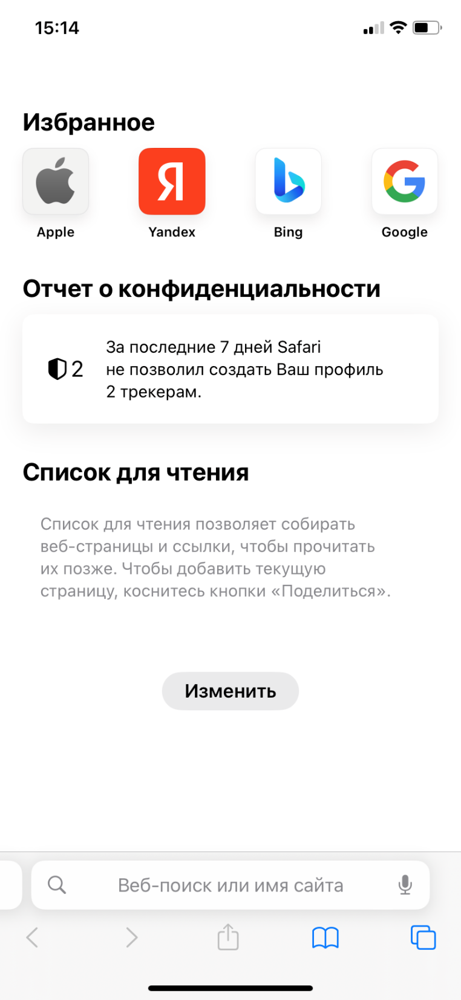 15:14
Избранное
Я
Apple
Yandex
Bing
Google
Отчет о конфиденциальности
2
За последние 7 дней Safari
не позволил создать Ваш профиль
2 трекерам.
Список для чтения
Список для чтения позволяет собирать
веб-страницы и ссылки, чтобы прочитать
их позже. Чтобы добавить текущую
страницу, коснитесь кнопки «Поделиться».
Изменить
Веб-поиск или имя сайта